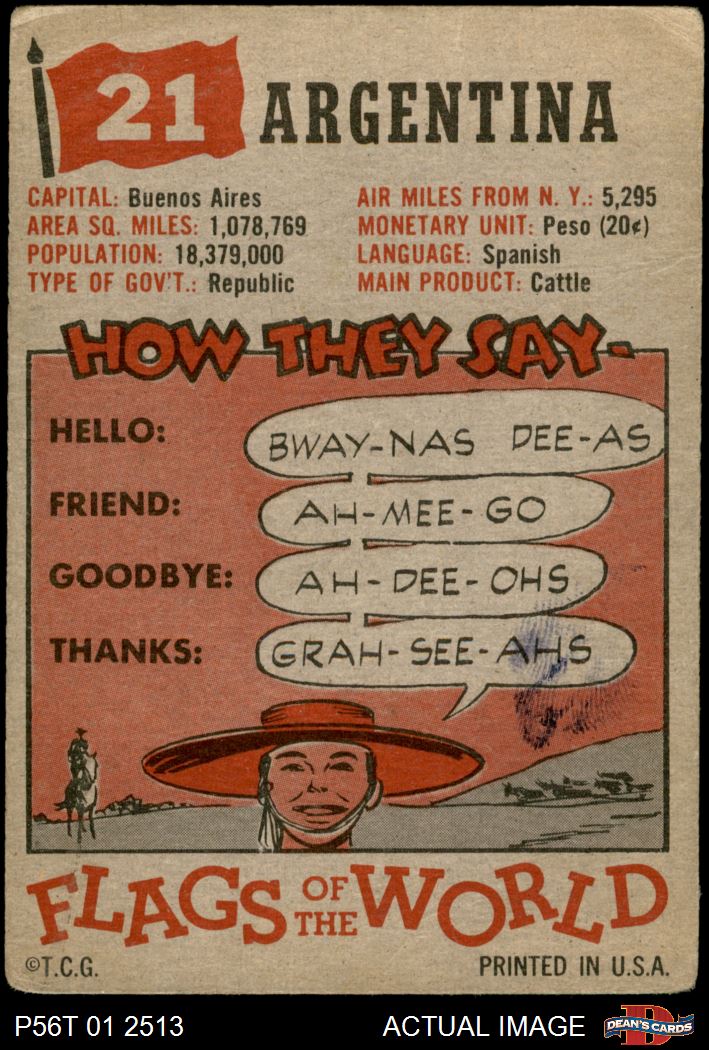 21 ARGENTINA
CAPITAL: Buenos Aires
AREA SQ. MILES: 1,078,769
POPULATION: 18,379,000
TYPE OF GOV'T.: Republic
AIR MILES FROM N. Y.: 5,295
MONETARY UNIT: Peso (20¢)
LANGUAGE: Spanish
MAIN PRODUCT: Cattle
HOW THEY SAY-
HELLO: BWAY-NAS DEE-AS
FRIEND: AH-MEE-GO
GOODBYE: AH-DEE-OHS
THANKS: GRAH-SEE-AHS
FLAGS OF THE WORLD
©T.C.G. PRINTED IN U.S.A.
P56T 01 2513 ACTUAL IMAGE D DEAN'S CARDS